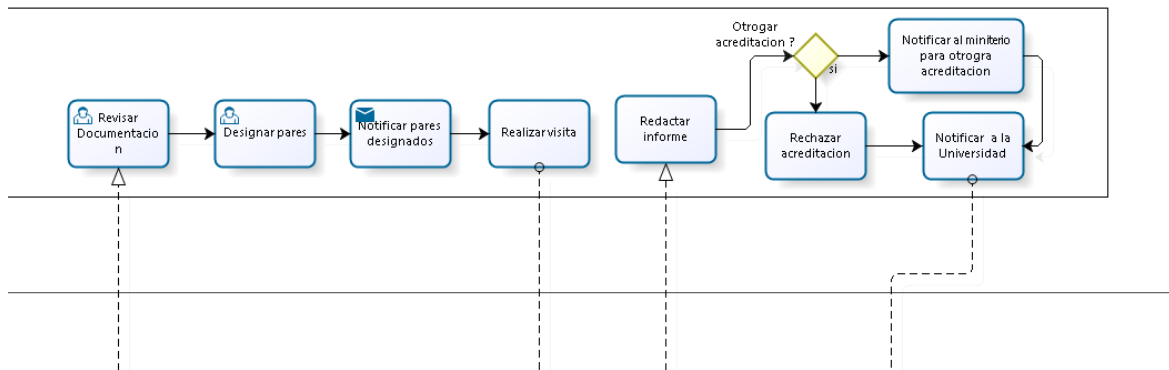 Revisar
Documentacio
n
Designar pares
Notificar pares
designados
Realizar visita
Redactar
informe
Otrogar
acreditacion ?
si
Notificar al miniterio
para otrogra
acreditacion
Rechazar
acreditacion
Notificar a la
Universidad